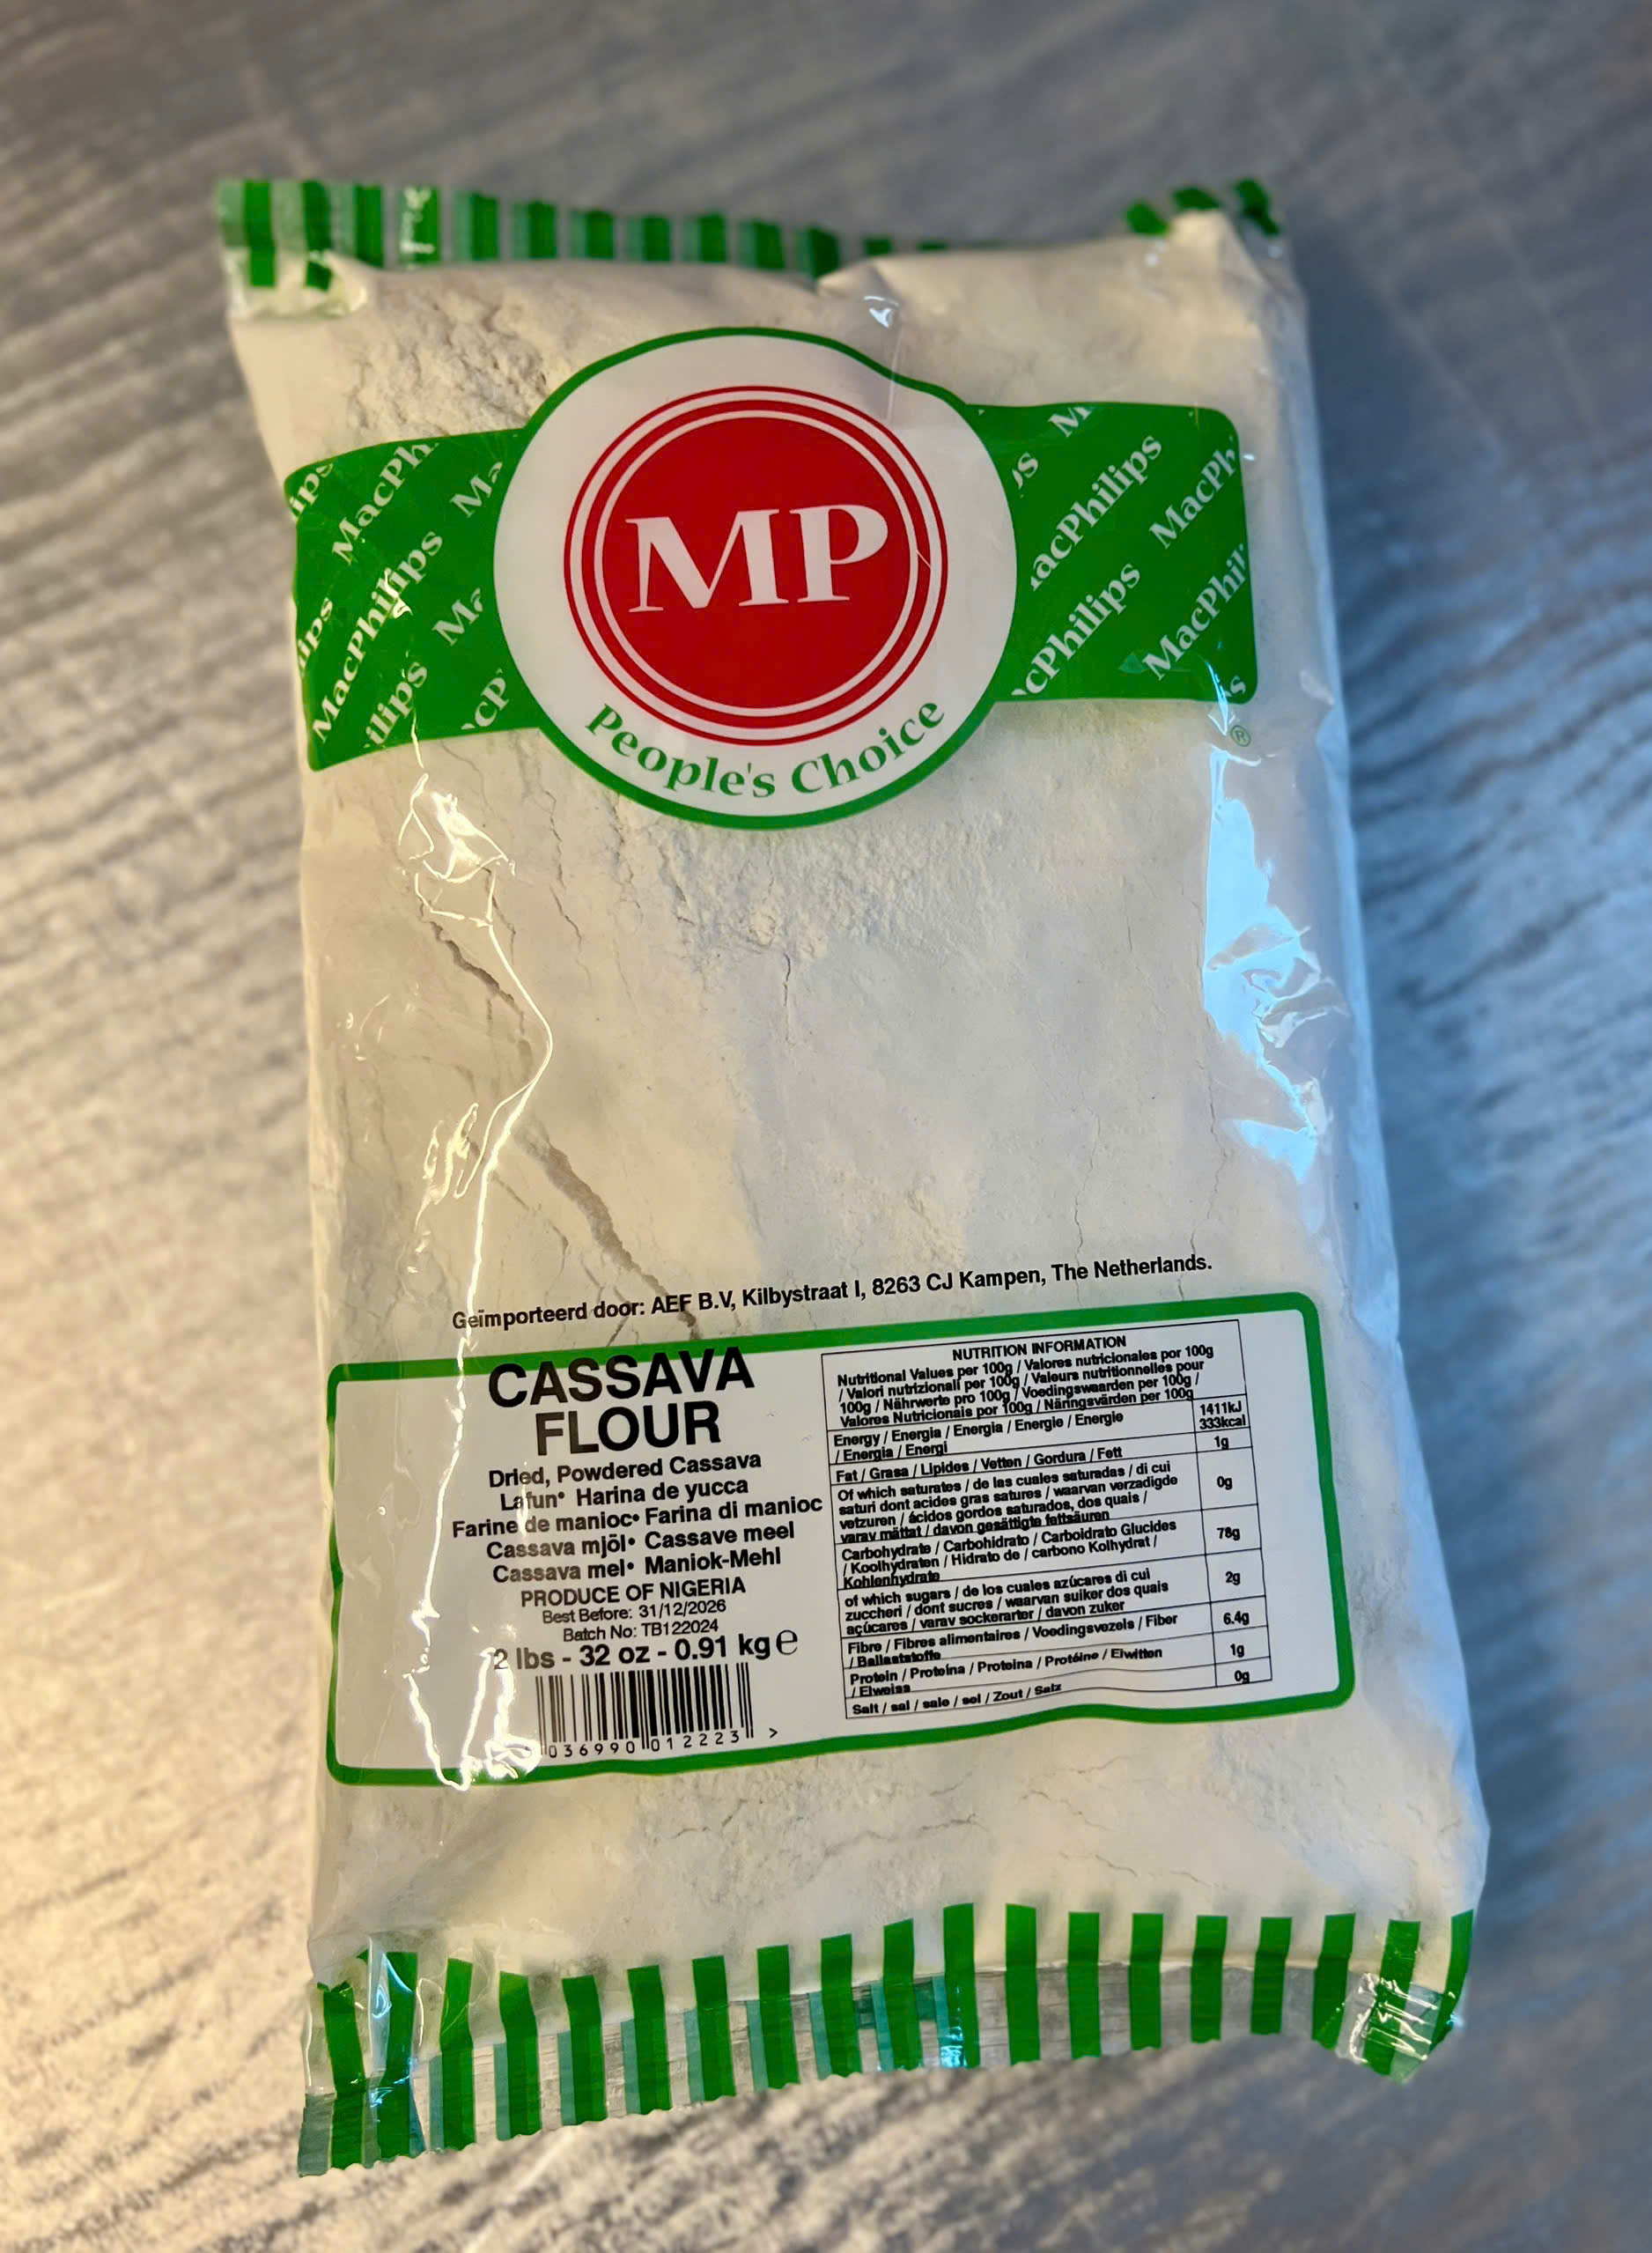 MacPhilips
MP
People's Choice
MacPhilips
®
Geïmporteerd door: AEF B.V, Kilbystraat I, 8263 CJ Kampen, The Netherlands.
CASSAVA
FLOUR
Dried, Powdered Cassava
Lafun• Harina de yucca
Farine de manioc• Farina di manioc
Cassava mjöl• Cassave meel
Cassava mel• Maniok-Mehl
PRODUCE OF NIGERIA
Best Before: 31/12/2026
Batch No: TB122024
2 lbs - 32 oz - 0.91 kg e
0 36990 01222 3 >
NUTRITION INFORMATION
Nutritional Values per 100g / Valores nutricionales por 100g
/ Valori nutrizionali per 100g / Valeurs nutritionnelles pour
100g / Nährwerte pro 100g / Voedingswaarden per 100g /
Valores Nutricionais por 100g / Näringsvärden per 100g
Energy / Energia / Energia / Energie / Energie
/ Energia / Energi
1411kJ
333kcal
Fat / Grasa / Lipides / Vetten / Gordura / Fett
1g
Of which saturates / de las cuales saturadas / di cui
saturi dont acides gras satures / waarvan verzadigde
vetzuren / ácidos gordos saturados, dos quais /
varav mättat / davon gesättigte fettsäuren
0g
Carbohydrate / Carbohidrato / Carboidrato Glucides
/ Koolhydraten / Hidrato de / carbono Kolhydrat /
Kohlenhydrate
78g
of which sugars / de los cuales azúcares di cui
zuccheri / dont sucres / waarvan suiker dos quais
açúcares / varav sockerarter / davon zuker
2g
Fibre / Fibres alimentaires / Voedingsvezels / Fiber
/ Ballaststoffe
6.4g
Protein / Proteína / Proteina / Protéine / Eiwitten
/ Elweiss
1g
Salt / sal / sale / sel / Zout / Salz
0g